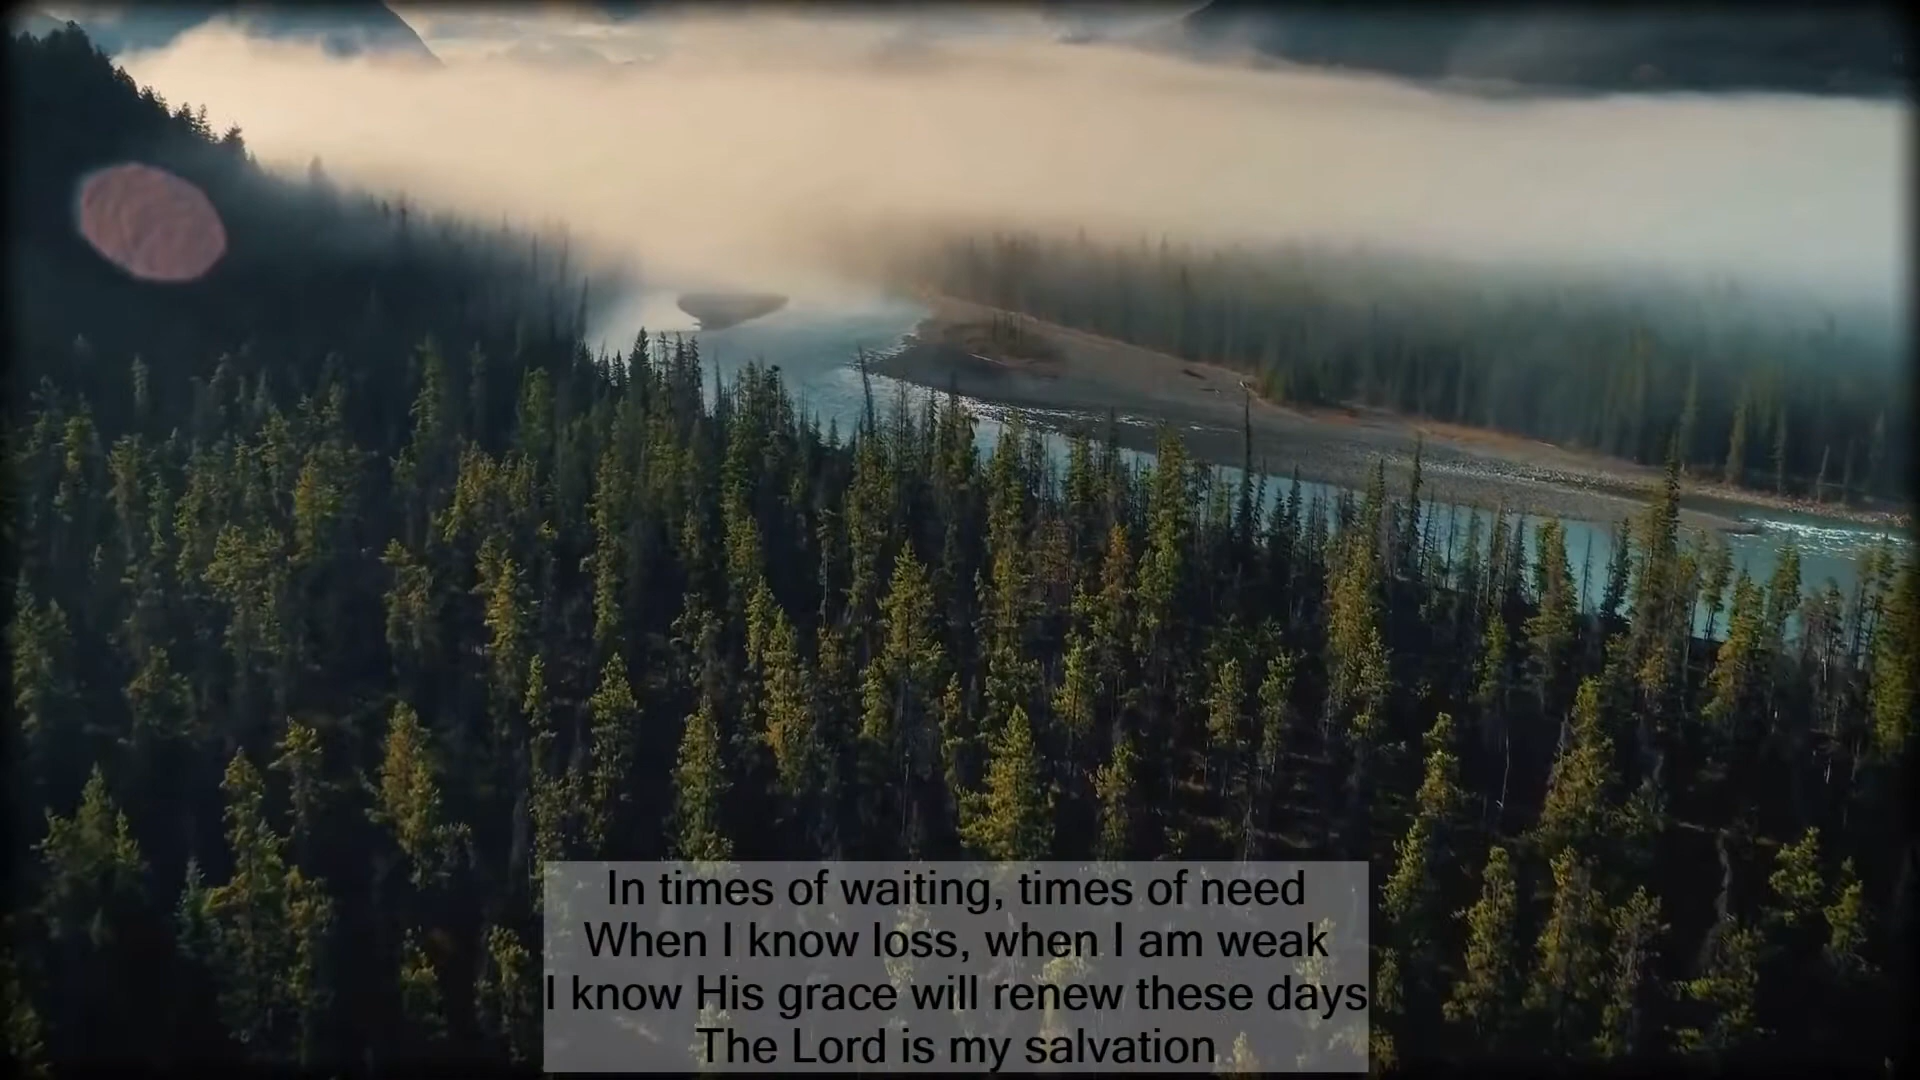 In times of waiting, times of need
When I know loss, when I am weak
I know His grace will renew these days
The Lord is my salvation